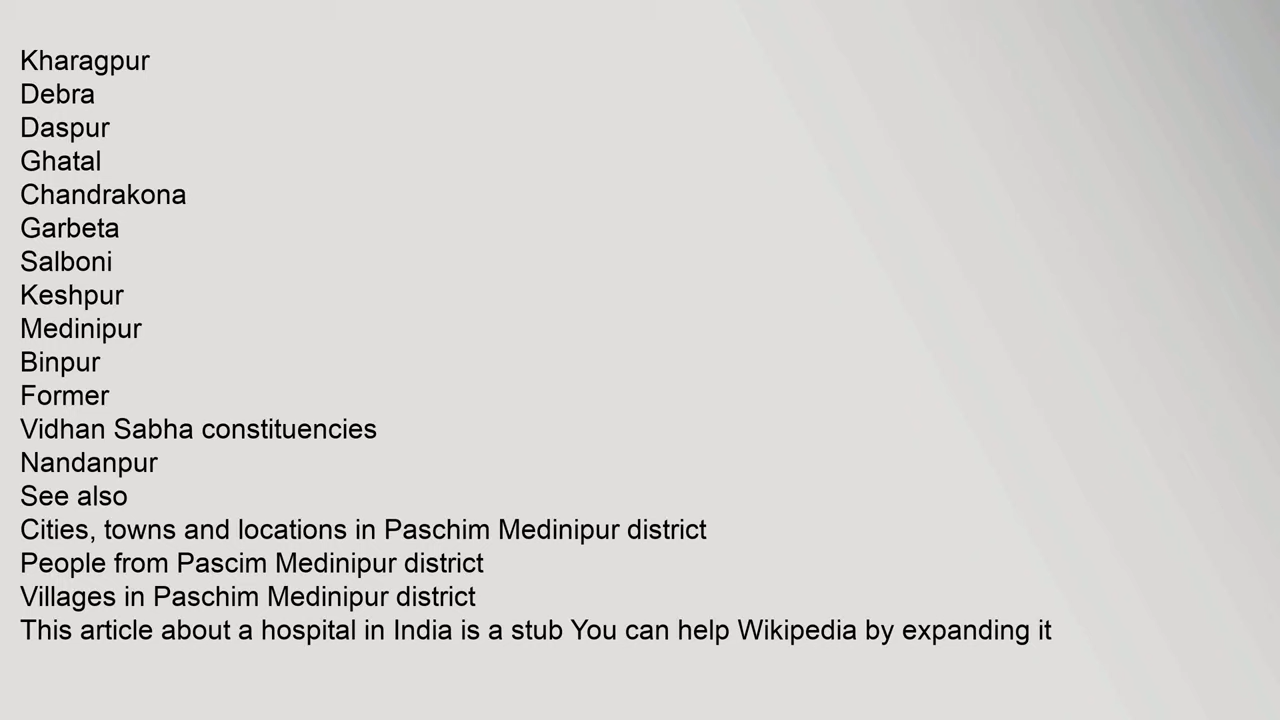 Kharagpur
Debra
Daspur
Ghatal
Chandrakona
Garbeta
Salboni
Keshpur
Medinipur
Binpur
Former
Vidhan Sabha constituencies
Nandanpur
See also
Cities, towns and locations in Paschim Medinipur district
People from Pascim Medinipur district
Villages in Paschim Medinipur district
This article about a hospital in India is a stub You can help Wikipedia by expanding it